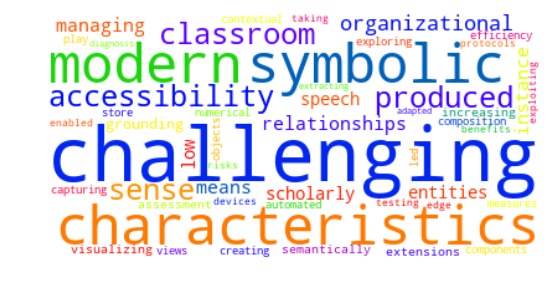 contextual taking
managing classroom organizational
play diagnosis exploring efficiency protocols
modern symbolic instance
extracting exploiting
accessibility speech produced
store numerical adapted increasing
enabled grounding objects relationships composition
benefits
challenging
low risks led
capturing sense means scholarly entities
assessment devices automated testing edge measures
characteristics
visualizing views creating semantically extensions components